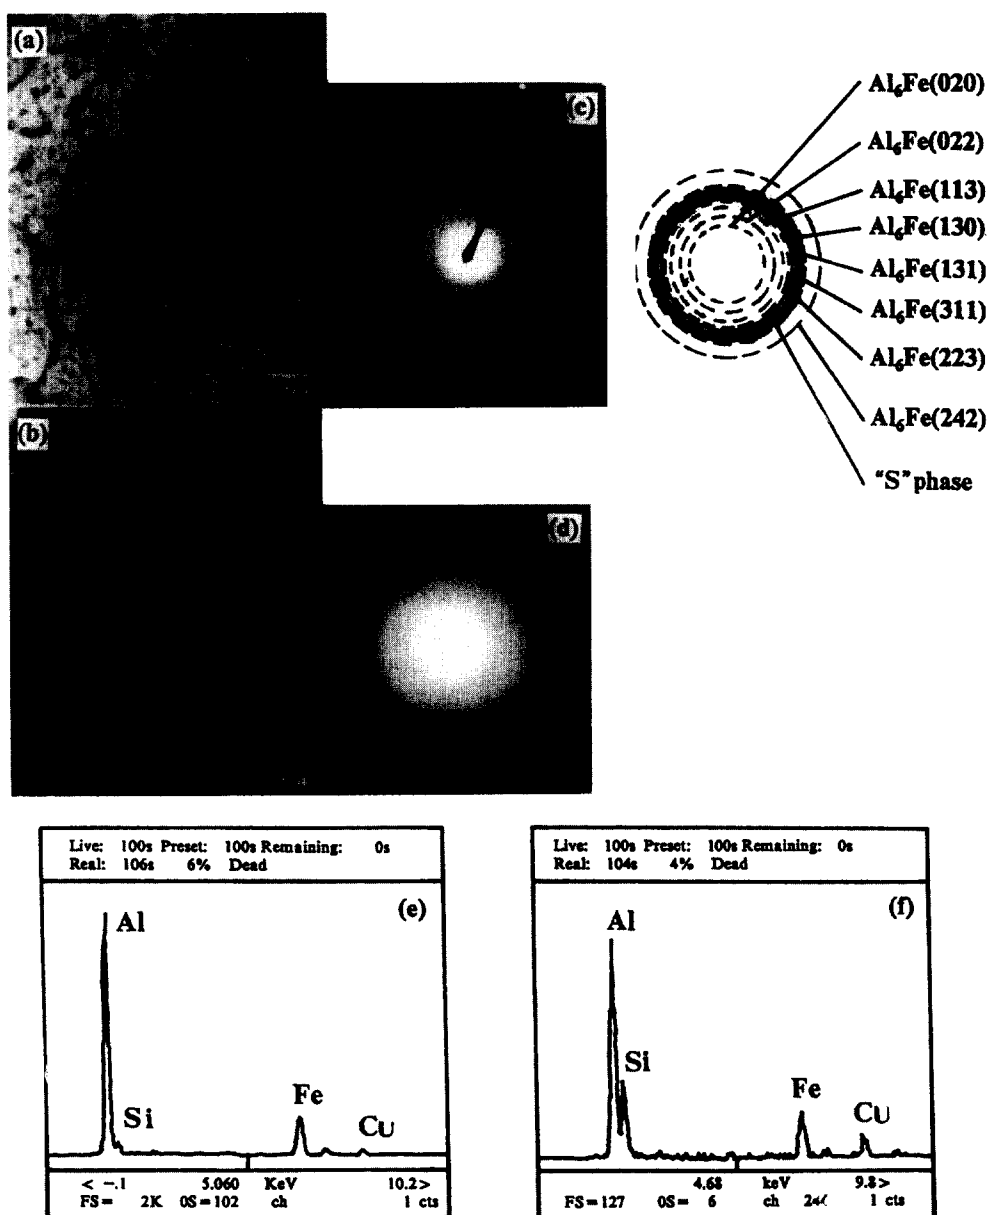 (a)
(c)
Al₆Fe(020)
Al₆Fe(022)
Al₆Fe(113)
Al₆Fe(130)
Al₆Fe(131)
Al₆Fe(311)
Al₆Fe(223)
Al₆Fe(242)
"S" phase
(b)
(d)
Live: 100s Preset: 100s Remaining: 0s
Real: 106s 6% Dead
(e)
Al
Si
Fe
Cu
< -.1 5.060 KeV 10.2>
FS= 2K 0S=102 ch 1 cts
Live: 100s Preset: 100s Remaining: 0s
Real: 104s 4% Dead
(f)
Al
Si
Fe
Cu
4.68 keV 9.8>
FS=127 0S= 6 ch 1 cts